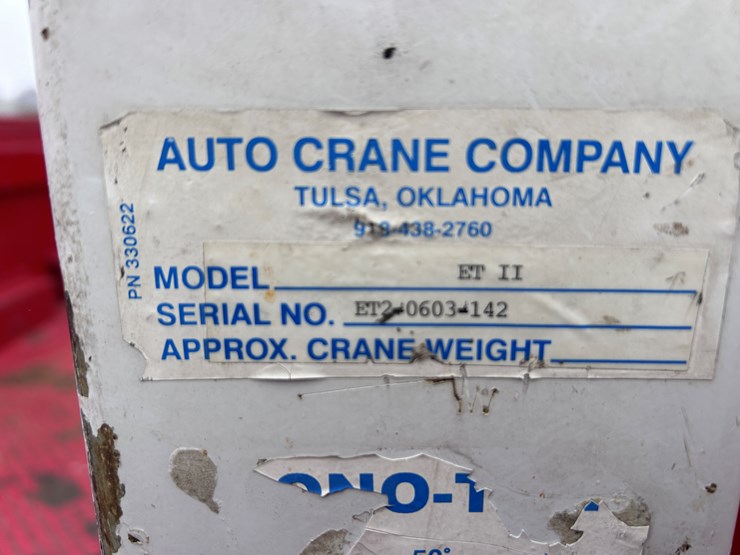 AUTO CRANE COMPANY
TULSA, OKLAHOMA
918-438-2760
PN 330622
MODEL ET II
SERIAL NO. ET2-0603-142
APPROX. CRANE WEIGHT
50°